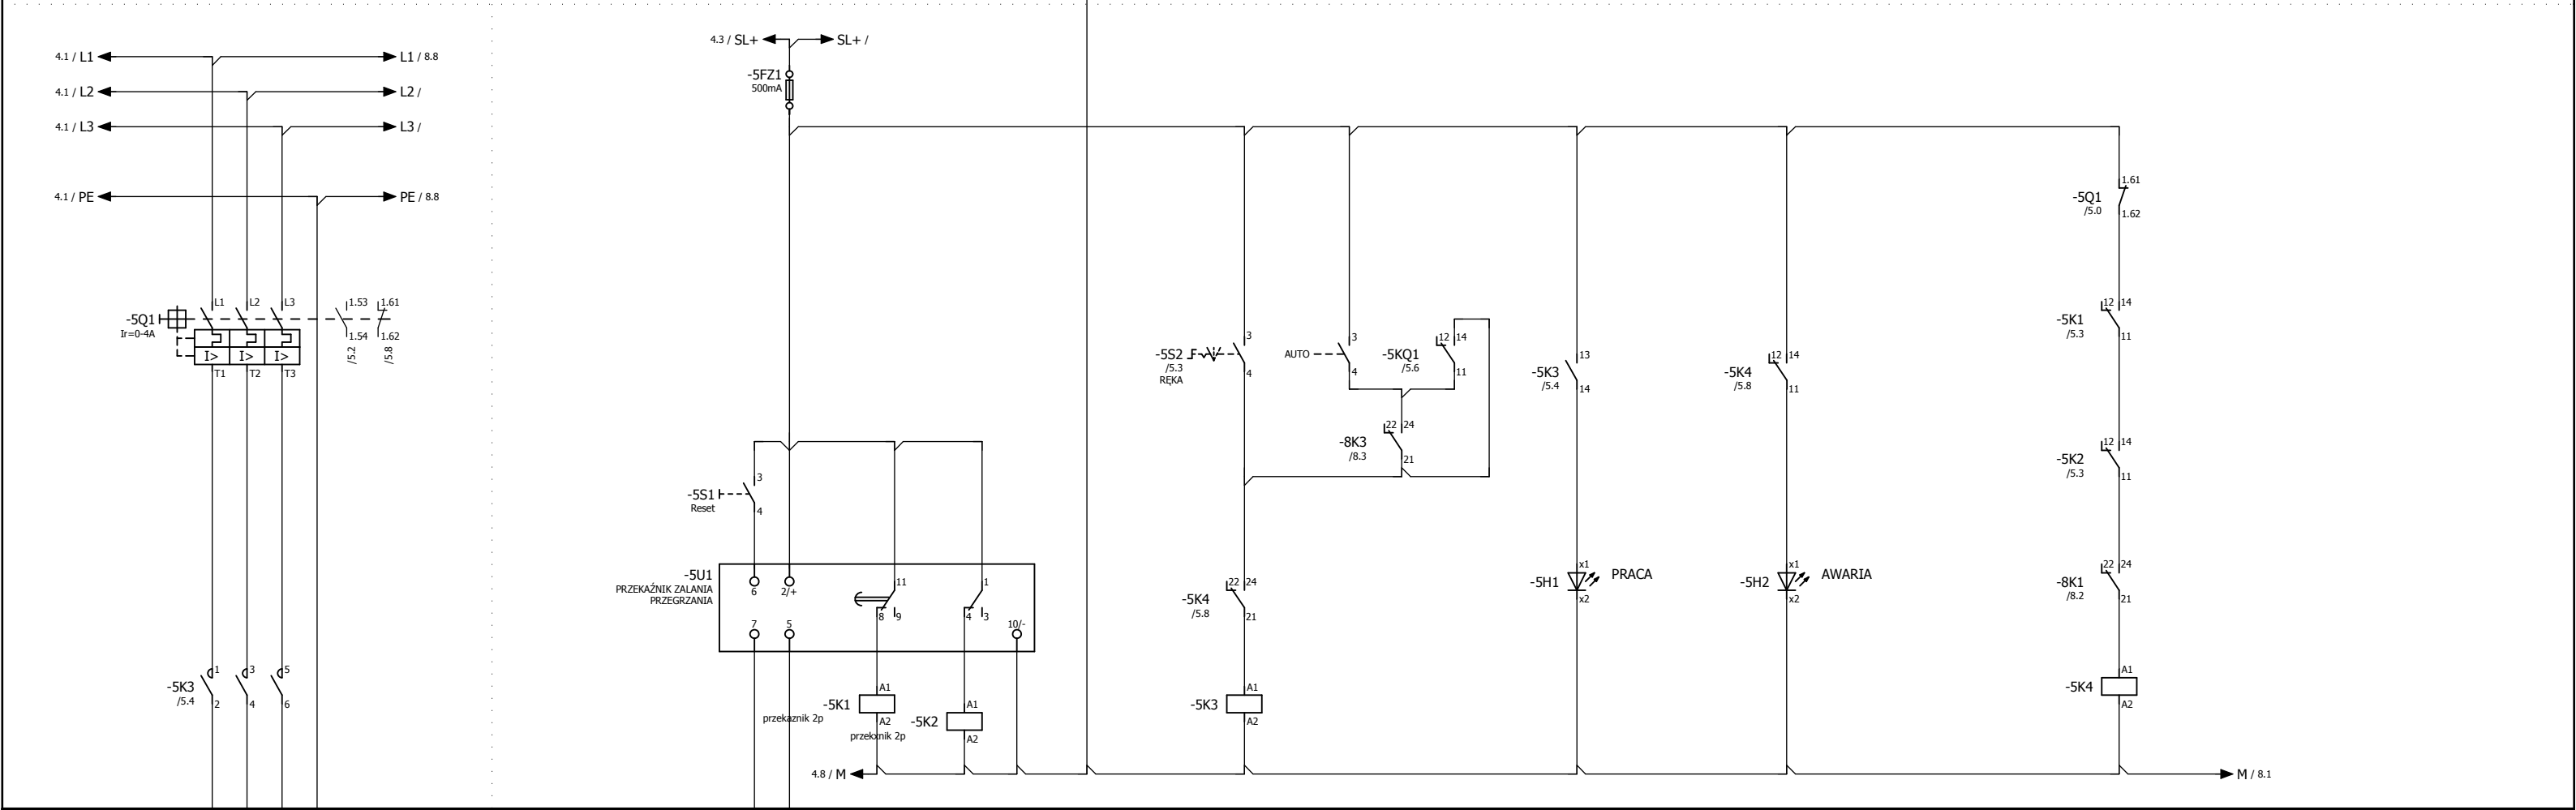 4.1 / L1
L1 / 8.8
4.1 / L2
L2 /
4.1 / L3
L3 /
4.1 / PE
PE / 8.8
-5Q1
Ir=0-4A
L1
L2
L3
I>
I>
I>
T1
T2
T3
1.53
1.54
/5.2
1.61
1.62
/5.8
-5K3
/5.4
1
2
3
4
5
6
4.3 / SL+
SL+ /
-5FZ1
500mA
-5S1
Reset
3
4
-5U1
PRZEKAŹNIK ZALANIA
PRZEGRZANIA
6
2/+
11
8
9
1
4
3
7
5
10/-
-5K1
A1
A2
przekaznik 2p
-5K2
A1
A2
przekxnik 2p
4.8 / M
-5S2
/5.3
RĘKA
3
4
AUTO
3
4
-5KQ1
/5.6
12
14
11
-8K3
/8.3
22
24
21
-5K4
/5.8
22
24
21
-5K3
A1
A2
-5K3
/5.4
13
14
-5H1
x1
x2
PRACA
-5K4
/5.8
12
14
11
-5H2
x1
x2
AWARIA
-5Q1
/5.0
1.61
1.62
-5K1
/5.3
12
14
11
-5K2
/5.3
12
14
11
-8K1
/8.2
22
24
21
-5K4
A1
A2
M / 8.1